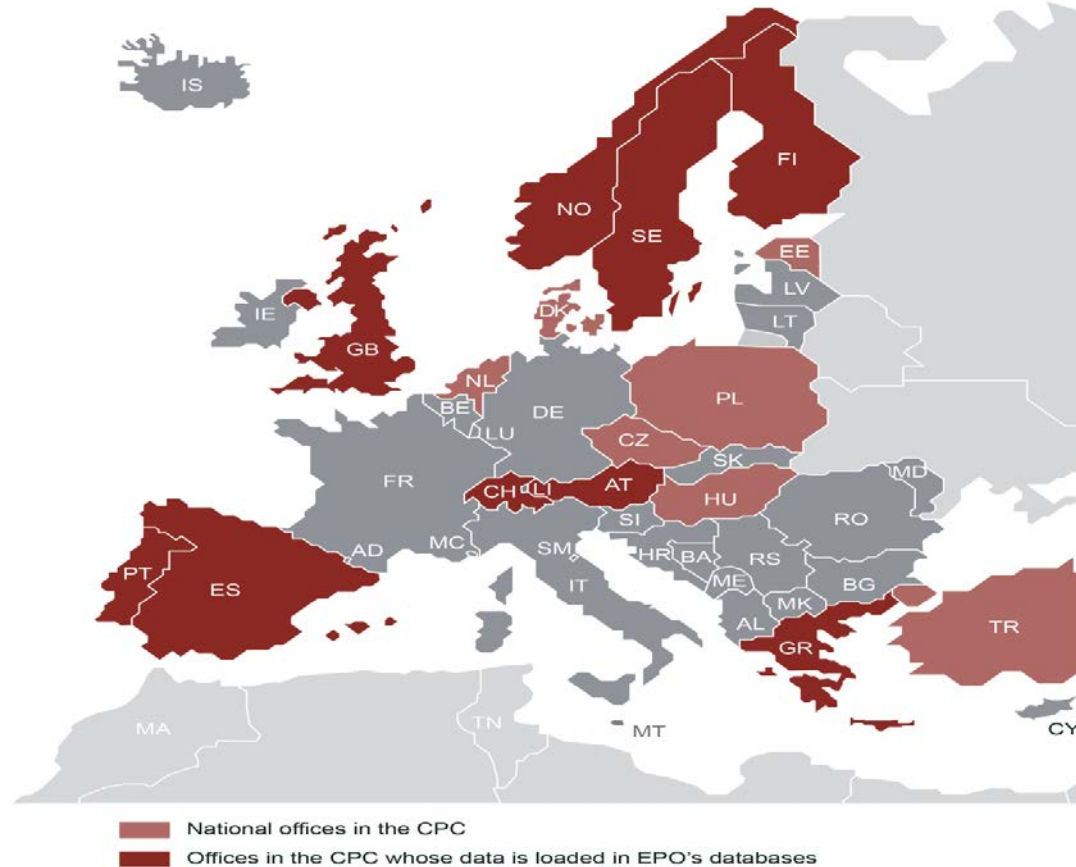 IS
FI
NO
SE
EE
LV
IE
DK
LT
GB
NL
BE
DE
PL
LU
CZ
SK
FR
CH
LI
AT
HU
MD
SI
RO
AD
MC
SM
HR
BA
RS
PT
ES
IT
ME
BG
MK
AL
GR
TR
MA
TN
MT
CY
National offices in the CPC
Offices in the CPC whose data is loaded in EPO's databases